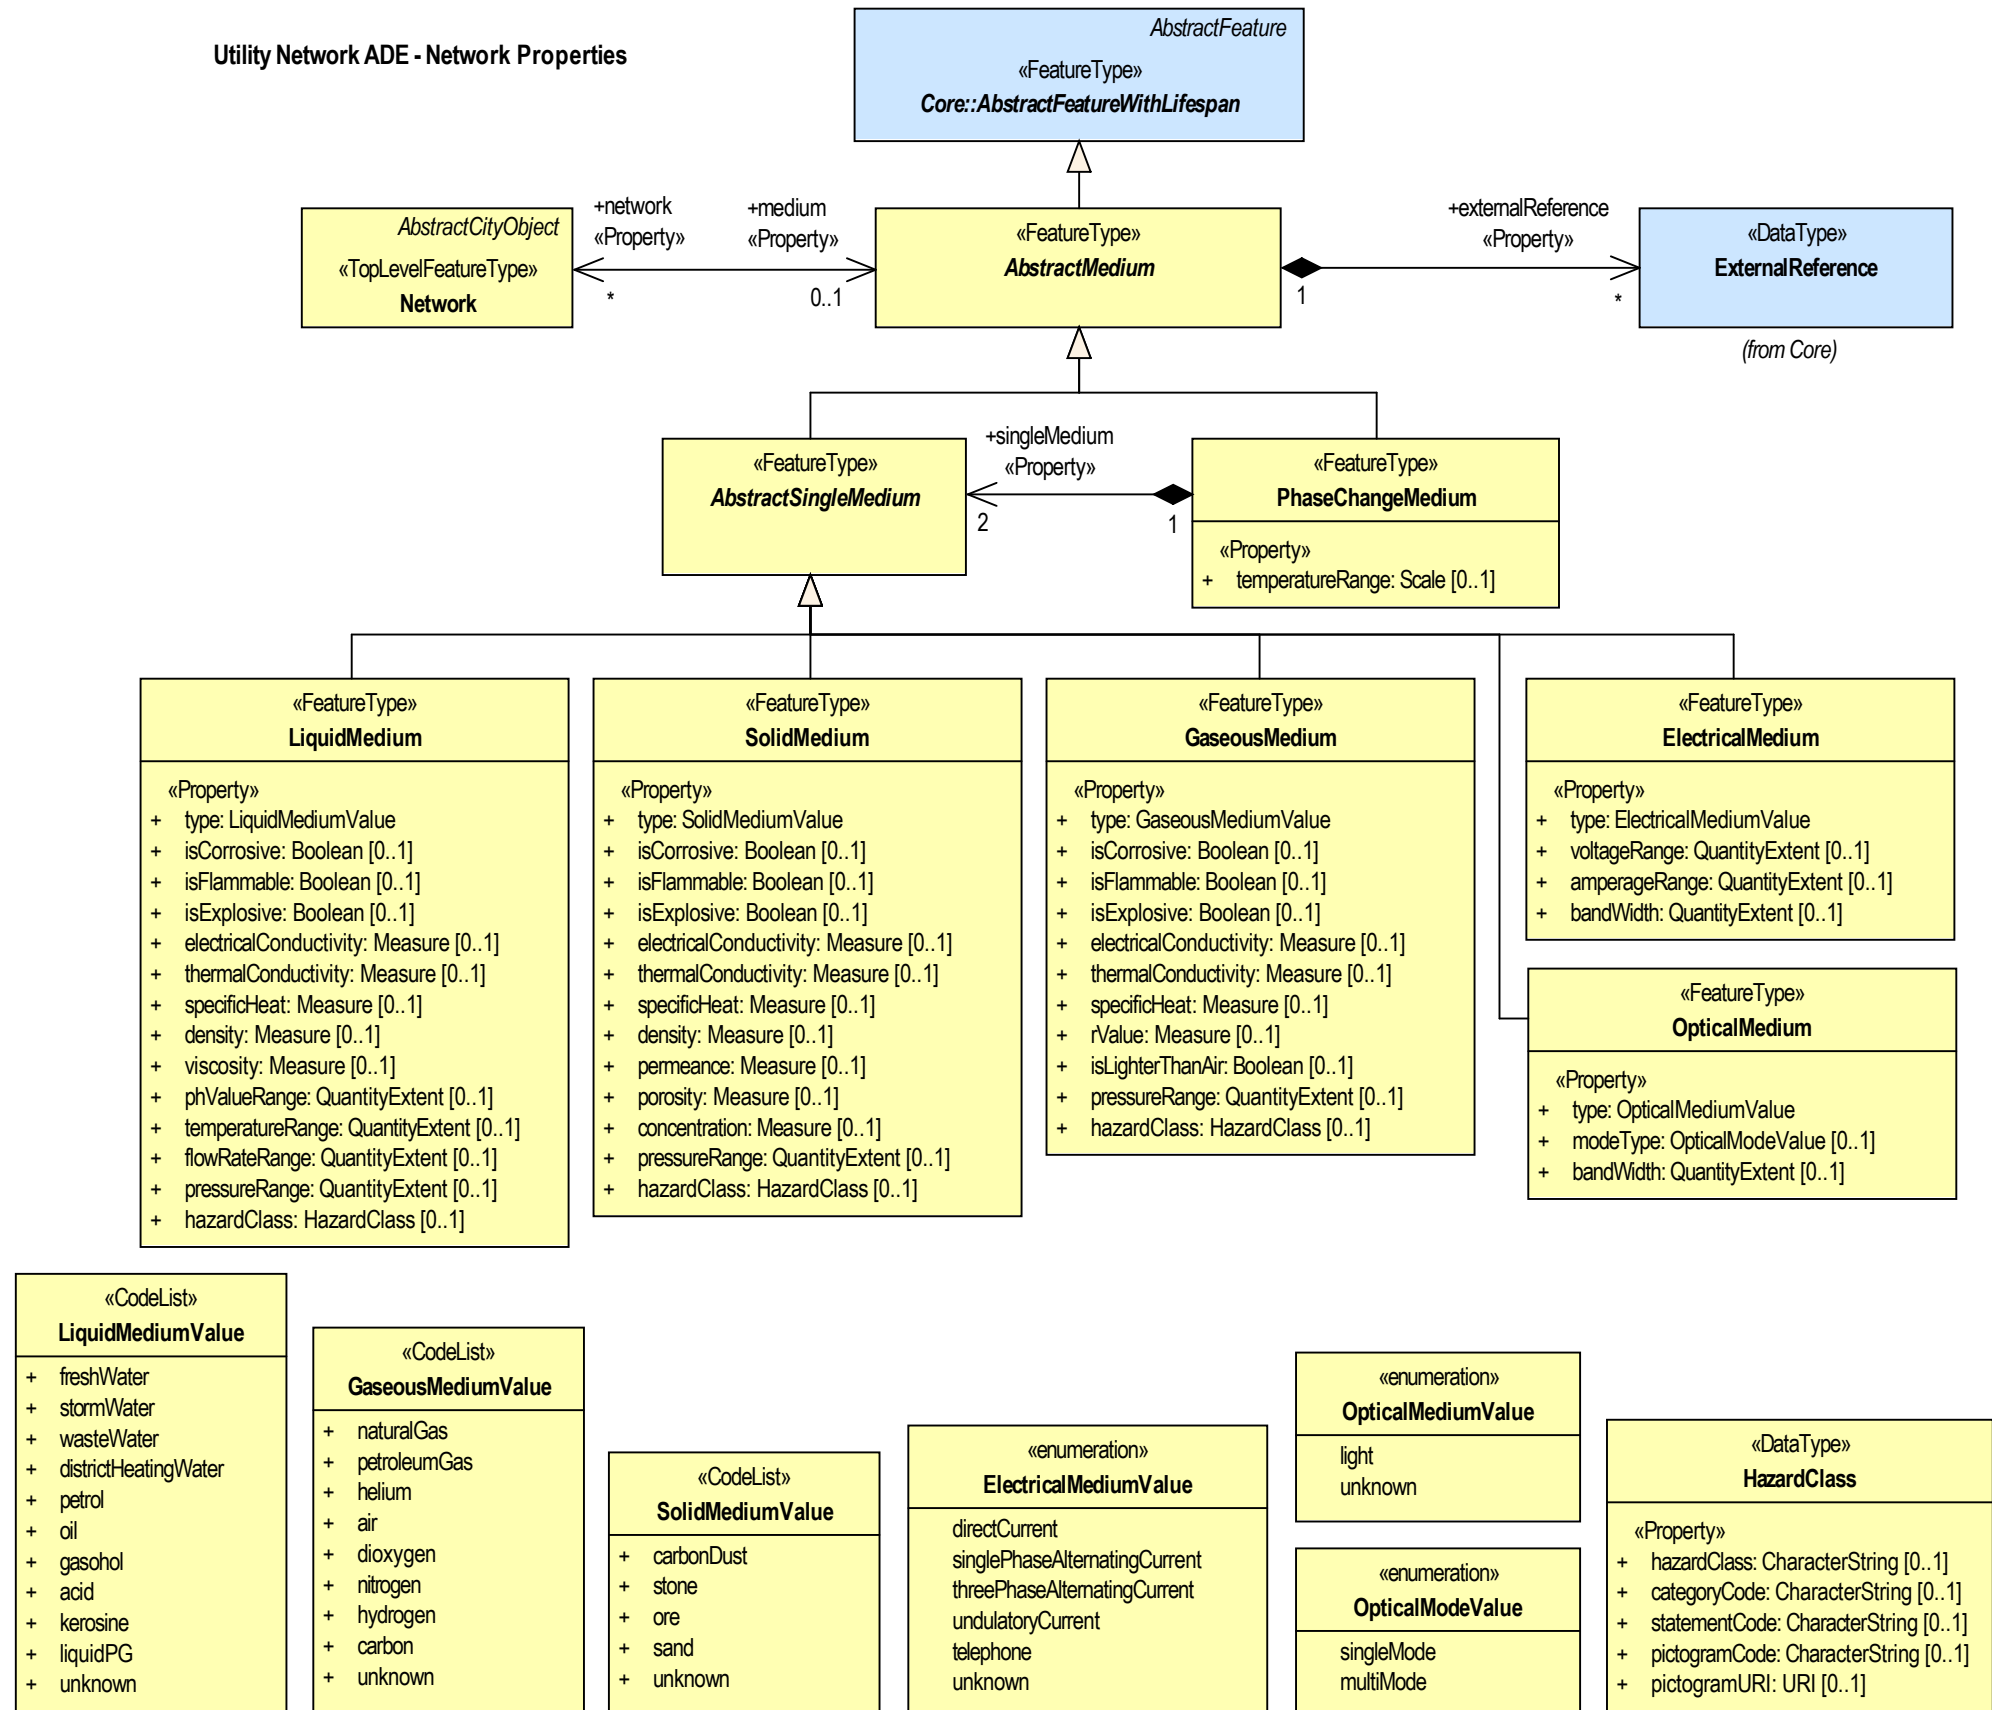 Utility Network ADE - Network Properties
AbstractFeature
«FeatureType»
Core::AbstractFeatureWithLifespan
AbstractCityObject
«TopLevelFeatureType»
Network
+network
«Property»
*
+medium
«Property»
0..1
«FeatureType»
AbstractMedium
1
+externalReference
«Property»
*
«DataType»
ExternalReference
(from Core)
«FeatureType»
AbstractSingleMedium
+singleMedium
«Property»
2
1
«FeatureType»
PhaseChangeMedium
«Property»
+ temperatureRange: Scale [0..1]
«FeatureType»
LiquidMedium
«Property»
+ type: LiquidMediumValue
+ isCorrosive: Boolean [0..1]
+ isFlammable: Boolean [0..1]
+ isExplosive: Boolean [0..1]
+ electricalConductivity: Measure [0..1]
+ thermalConductivity: Measure [0..1]
+ specificHeat: Measure [0..1]
+ density: Measure [0..1]
+ viscosity: Measure [0..1]
+ phValueRange: QuantityExtent [0..1]
+ temperatureRange: QuantityExtent [0..1]
+ flowRateRange: QuantityExtent [0..1]
+ pressureRange: QuantityExtent [0..1]
+ hazardClass: HazardClass [0..1]
«FeatureType»
SolidMedium
«Property»
+ type: SolidMediumValue
+ isCorrosive: Boolean [0..1]
+ isFlammable: Boolean [0..1]
+ isExplosive: Boolean [0..1]
+ electricalConductivity: Measure [0..1]
+ thermalConductivity: Measure [0..1]
+ specificHeat: Measure [0..1]
+ density: Measure [0..1]
+ permeance: Measure [0..1]
+ porosity: Measure [0..1]
+ concentration: Measure [0..1]
+ pressureRange: QuantityExtent [0..1]
+ hazardClass: HazardClass [0..1]
«FeatureType»
GaseousMedium
«Property»
+ type: GaseousMediumValue
+ isCorrosive: Boolean [0..1]
+ isFlammable: Boolean [0..1]
+ isExplosive: Boolean [0..1]
+ electricalConductivity: Measure [0..1]
+ thermalConductivity: Measure [0..1]
+ specificHeat: Measure [0..1]
+ rValue: Measure [0..1]
+ isLighterThanAir: Boolean [0..1]
+ pressureRange: QuantityExtent [0..1]
+ hazardClass: HazardClass [0..1]
«FeatureType»
ElectricalMedium
«Property»
+ type: ElectricalMediumValue
+ voltageRange: QuantityExtent [0..1]
+ amperageRange: QuantityExtent [0..1]
+ bandWidth: QuantityExtent [0..1]
«FeatureType»
OpticalMedium
«Property»
+ type: OpticalMediumValue
+ modeType: OpticalModeValue [0..1]
+ bandWidth: QuantityExtent [0..1]
«CodeList»
LiquidMediumValue
+ freshWater
+ stormWater
+ wasteWater
+ districtHeatingWater
+ petrol
+ oil
+ gasohol
+ acid
+ kerosine
+ liquidPG
+ unknown
«CodeList»
GaseousMediumValue
+ naturalGas
+ petroleumGas
+ helium
+ air
+ dioxygen
+ nitrogen
+ hydrogen
+ carbon
+ unknown
«CodeList»
SolidMediumValue
+ carbonDust
+ stone
+ ore
+ sand
+ unknown
«enumeration»
ElectricalMediumValue
directCurrent
singlePhaseAlternatingCurrent
threePhaseAlternatingCurrent
undulatoryCurrent
telephone
unknown
«enumeration»
OpticalMediumValue
light
unknown
«enumeration»
OpticalModeValue
singleMode
multiMode
«DataType»
HazardClass
«Property»
+ hazardClass: CharacterString [0..1]
+ categoryCode: CharacterString [0..1]
+ statementCode: CharacterString [0..1]
+ pictogramCode: CharacterString [0..1]
+ pictogramURI: URI [0..1]